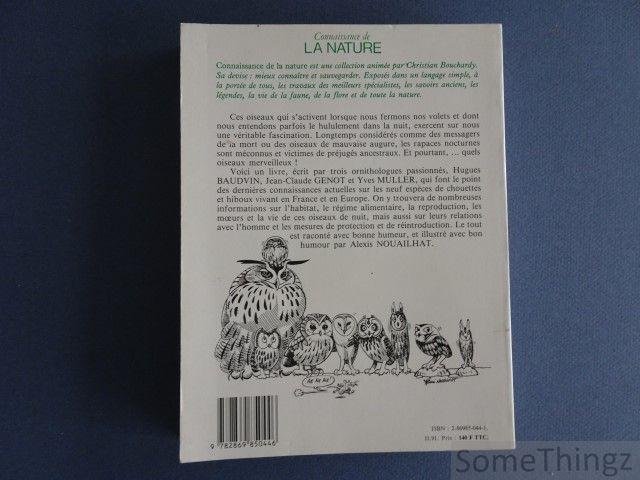 Connaissance de
LA NATURE
Connaissance de la nature est une collection animée par Christian Bouchardy.
Sa devise : mieux connaître et sauvegarder. Exposés dans un langage simple, à
la portée de tous, les travaux des meilleurs spécialistes, les savoirs anciens, les
légendes, la vie de la faune, de la flore et de toute la nature.
Ces oiseaux qui s'activent lorsque nous fermons nos volets et dont
nous entendons parfois le hululement dans la nuit, exercent sur nous
une véritable fascination. Longtemps considérés comme des messagers
de la mort ou des oiseaux de mauvaise augure, les rapaces nocturnes
sont méconnus et victimes de préjugés ancestraux. Et pourtant, ... quels
oiseaux merveilleux !
Voici un livre, écrit par trois ornithologues passionnés, Hugues
BAUDVIN, Jean-Claude GENOT et Yves MULLER, qui font le point
des dernières connaissances actuelles sur les neuf espèces de chouettes
et hiboux vivant en France et en Europe. On y trouvera de nombreuses
informations sur l'habitat, le régime alimentaire, la reproduction, les
mœurs et la vie de ces oiseaux de nuit, mais aussi sur leurs relations
avec l'homme et les mesures de protection et de réintroduction. Le tout
est raconté avec bonne humeur, et illustré avec bon
humour par Alexis NOUAILHAT.
ISBN : 2-86985-044-1.
11.91. Prix : 140 F TTC.
9 782869 850446
SomeThingz